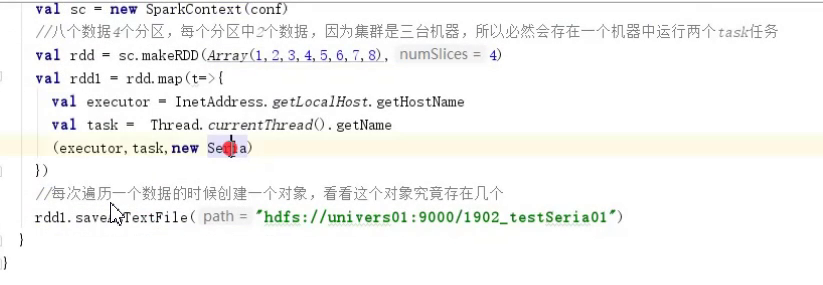 val sc = new SparkContext(conf)
//八个数据4个分区，每个分区中2个数据，因为集群是三台机器，所以必然会存在一个机器中运行两个task任务
val rdd = sc.makeRDD(Array(1,2,3,4,5,6,7,8), numSlices = 4)
val rdd1 = rdd.map(t=>{
val executor = InetAddress.getLocalHost.getHostName
val task = Thread.currentThread().getName
(executor,task,new Seria)
})
//每次遍历一个数据的时候创建一个对象，看看这个对象究竟存在几个
rdd1.saveAsTextFile( path = "hdfs://univers01:9000/1902_testSeria01")
}
}